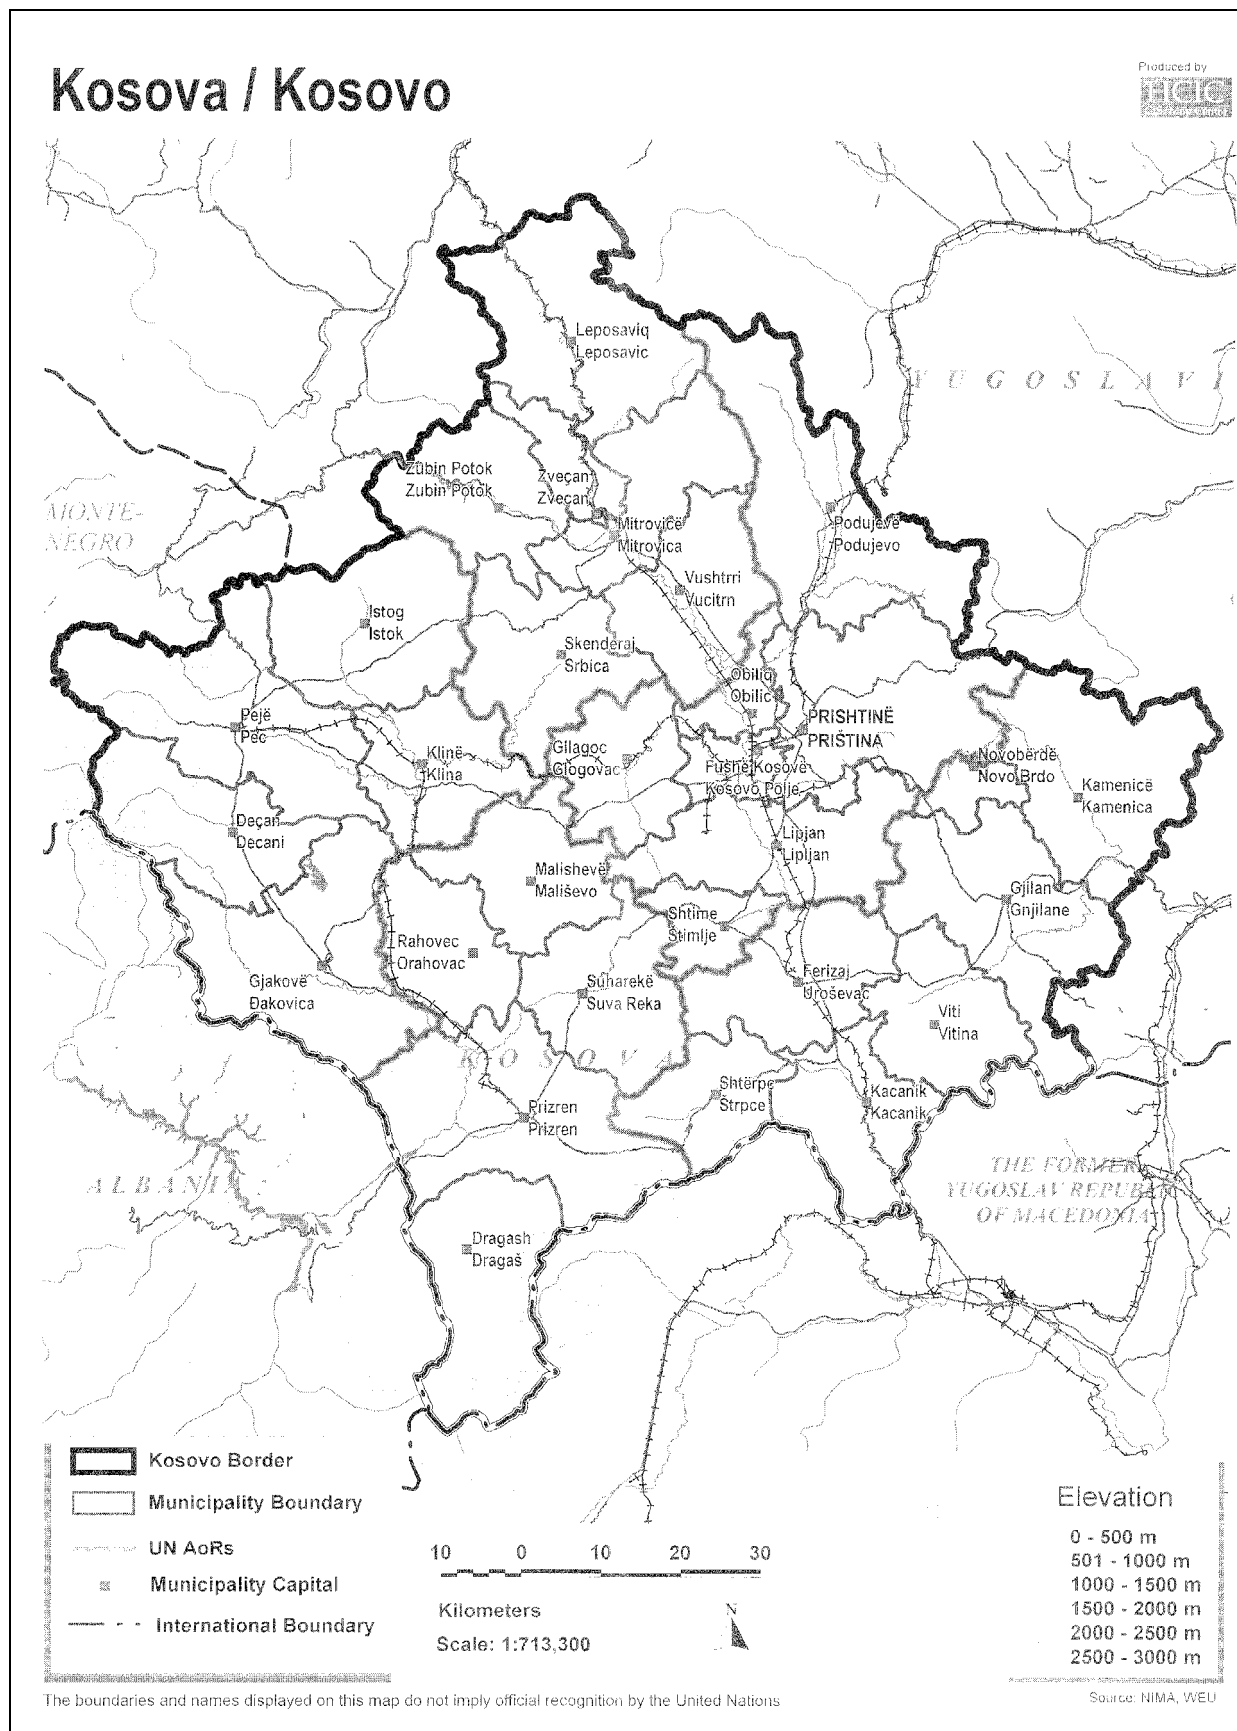 Kosova / Kosovo
Produced by
HCIC
Leposaviq
Leposavic
YUGOSLAVI
Zubin Potok
Zubin Potok
Zveçan
Zvecan
MONTE-
NEGRO
Mitrovicë
Mitrovica
Podujevë
Podujevo
Vushtrri
Vucitrn
Istog
Istok
Skenderaj
Srbica
Obiliq
Obilic
Pejë
Pec
PRISHTINË
PRIŠTINA
Klinë
Klina
Gllagoc
Glogovac
Fushë Kosovë
Kosovo Polje
Novobërdë
Novo Brdo
Kamenicë
Kamenica
Deçan
Decani
Lipjan
Lipljan
Malishevë
Mališevo
Gjilan
Gnjilane
Shtime
Stimlje
Rahovec
Orahovac
Gjakovë
Đakovica
Suharekë
Suva Reka
Ferizaj
Uroševac
Viti
Vitina
KOSOVA
Shtërpc
Štrpce
Kacanik
Kacanik
Prizren
Prizren
ALBANIA
THE FORMER
YUGOSLAV REPUBLIC
OF MACEDONIA
Dragash
Dragaš
Kosovo Border
Municipality Boundary
UN AoRs
Municipality Capital
International Boundary
10 0 10 20 30
Kilometers
Scale: 1:713,300
N
Elevation
0 - 500 m
501 - 1000 m
1000 - 1500 m
1500 - 2000 m
2000 - 2500 m
2500 - 3000 m
The boundaries and names displayed on this map do not imply official recognition by the United Nations
Source: NIMA, WEU